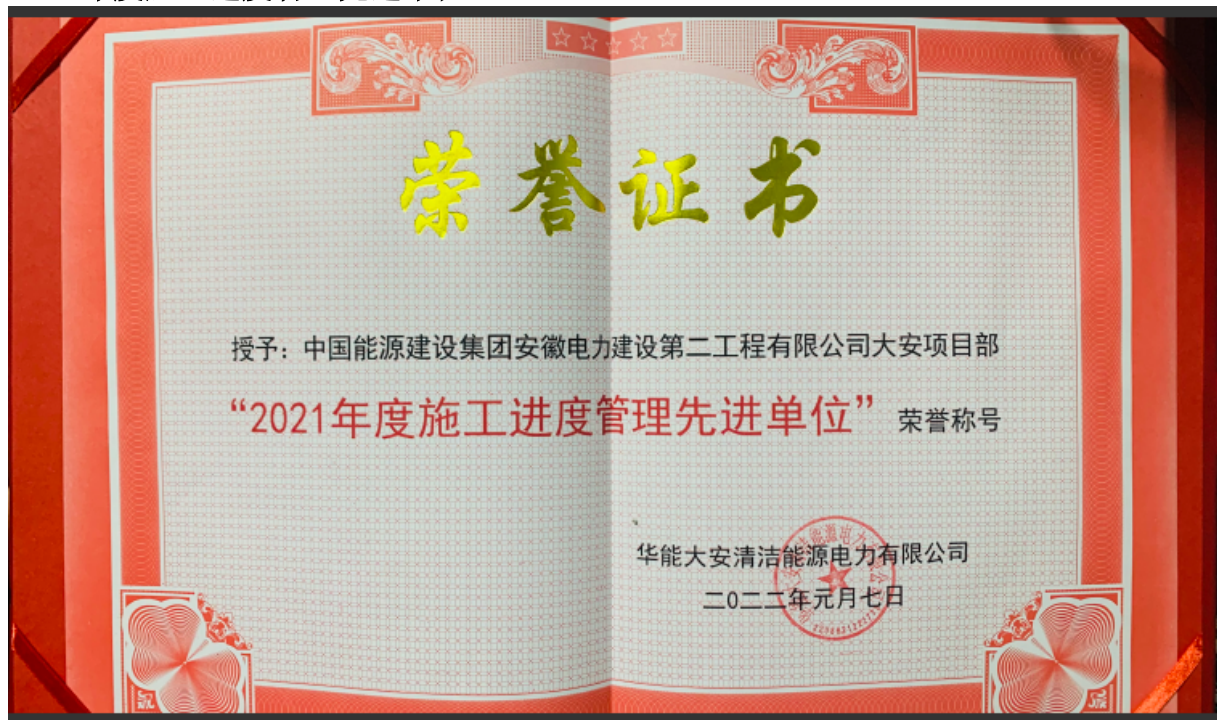 荣誉证书
授予：中国能源建设集团安徽电力建设第二工程有限公司大安项目部
“2021年度施工进度管理先进单位”荣誉称号
华能大安清洁能源电力有限公司
二0二二年元月七日